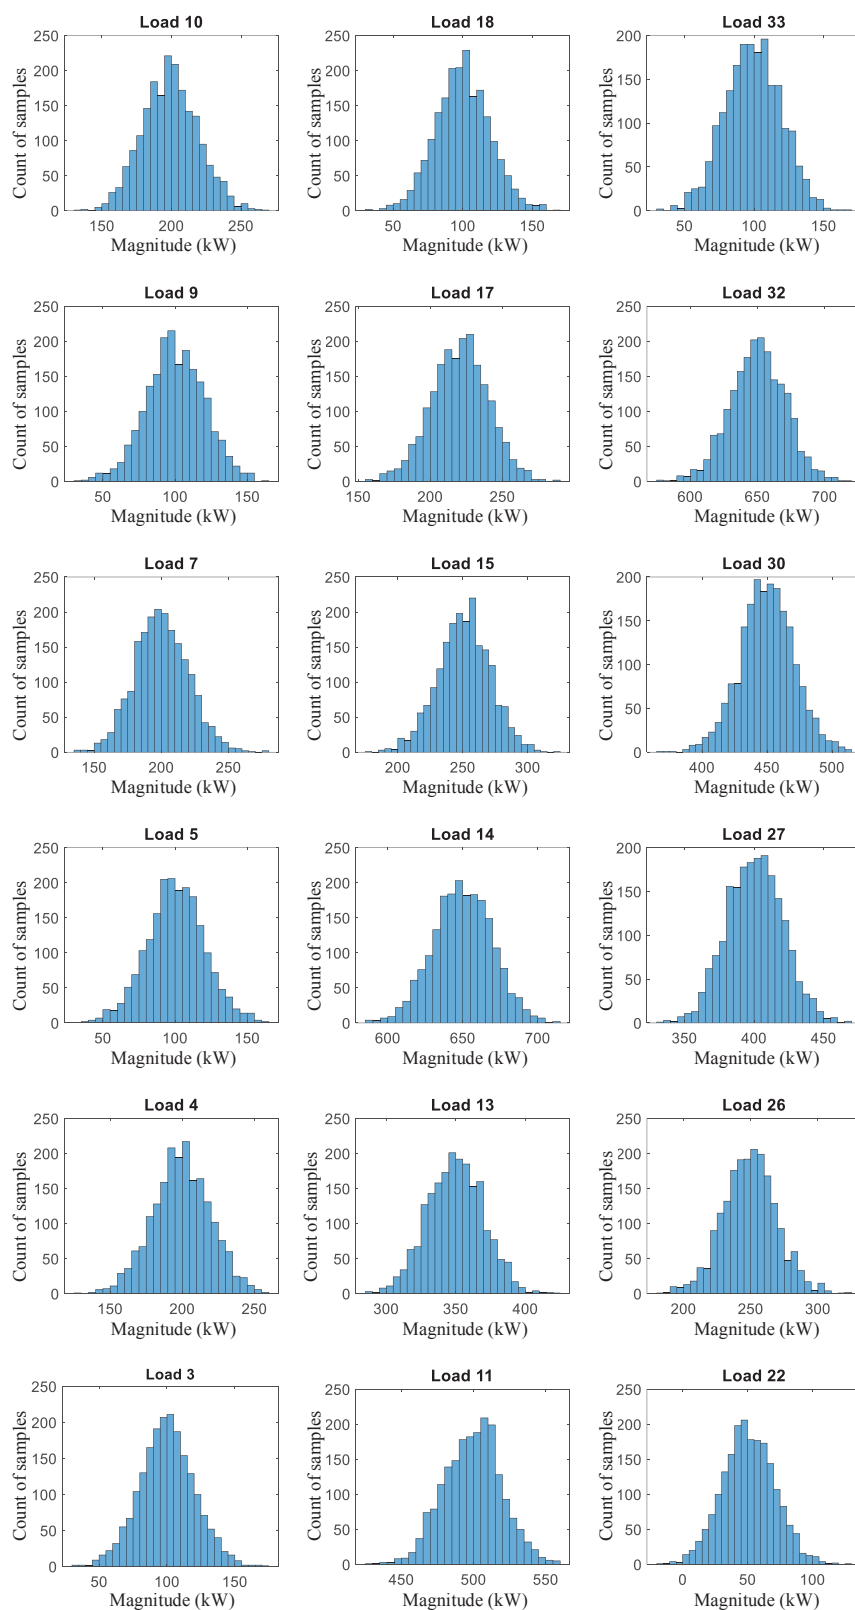 Load 10
Load 18
Load 33
250
200
150
100
50
0
Count of samples
150
200
250
Magnitude (kW)
250
200
150
100
50
0
Count of samples
50
100
150
Magnitude (kW)
200
150
100
50
0
Count of samples
50
100
150
Magnitude (kW)
Load 9
Load 17
Load 32
250
200
150
100
50
0
Count of samples
50
100
150
Magnitude (kW)
250
200
150
100
50
0
Count of samples
150
200
250
Magnitude (kW)
250
200
150
100
50
0
Count of samples
600
650
700
Magnitude (kW)
Load 7
Load 15
Load 30
250
200
150
100
50
0
Count of samples
150
200
250
Magnitude (kW)
250
200
150
100
50
0
Count of samples
200
250
300
Magnitude (kW)
200
150
100
50
0
Count of samples
400
450
500
Magnitude (kW)
Load 5
Load 14
Load 27
250
200
150
100
50
0
Count of samples
50
100
150
Magnitude (kW)
250
200
150
100
50
0
Count of samples
600
650
700
Magnitude (kW)
200
150
100
50
0
Count of samples
350
400
450
Magnitude (kW)
Load 4
Load 13
Load 26
250
200
150
100
50
0
Count of samples
150
200
250
Magnitude (kW)
250
200
150
100
50
0
Count of samples
300
350
400
Magnitude (kW)
250
200
150
100
50
0
Count of samples
200
250
300
Magnitude (kW)
Load 3
Load 11
Load 22
250
200
150
100
50
0
Count of samples
50
100
150
Magnitude (kW)
250
200
150
100
50
0
Count of samples
450
500
550
Magnitude (kW)
250
200
150
100
50
0
Count of samples
0
50
100
Magnitude (kW)